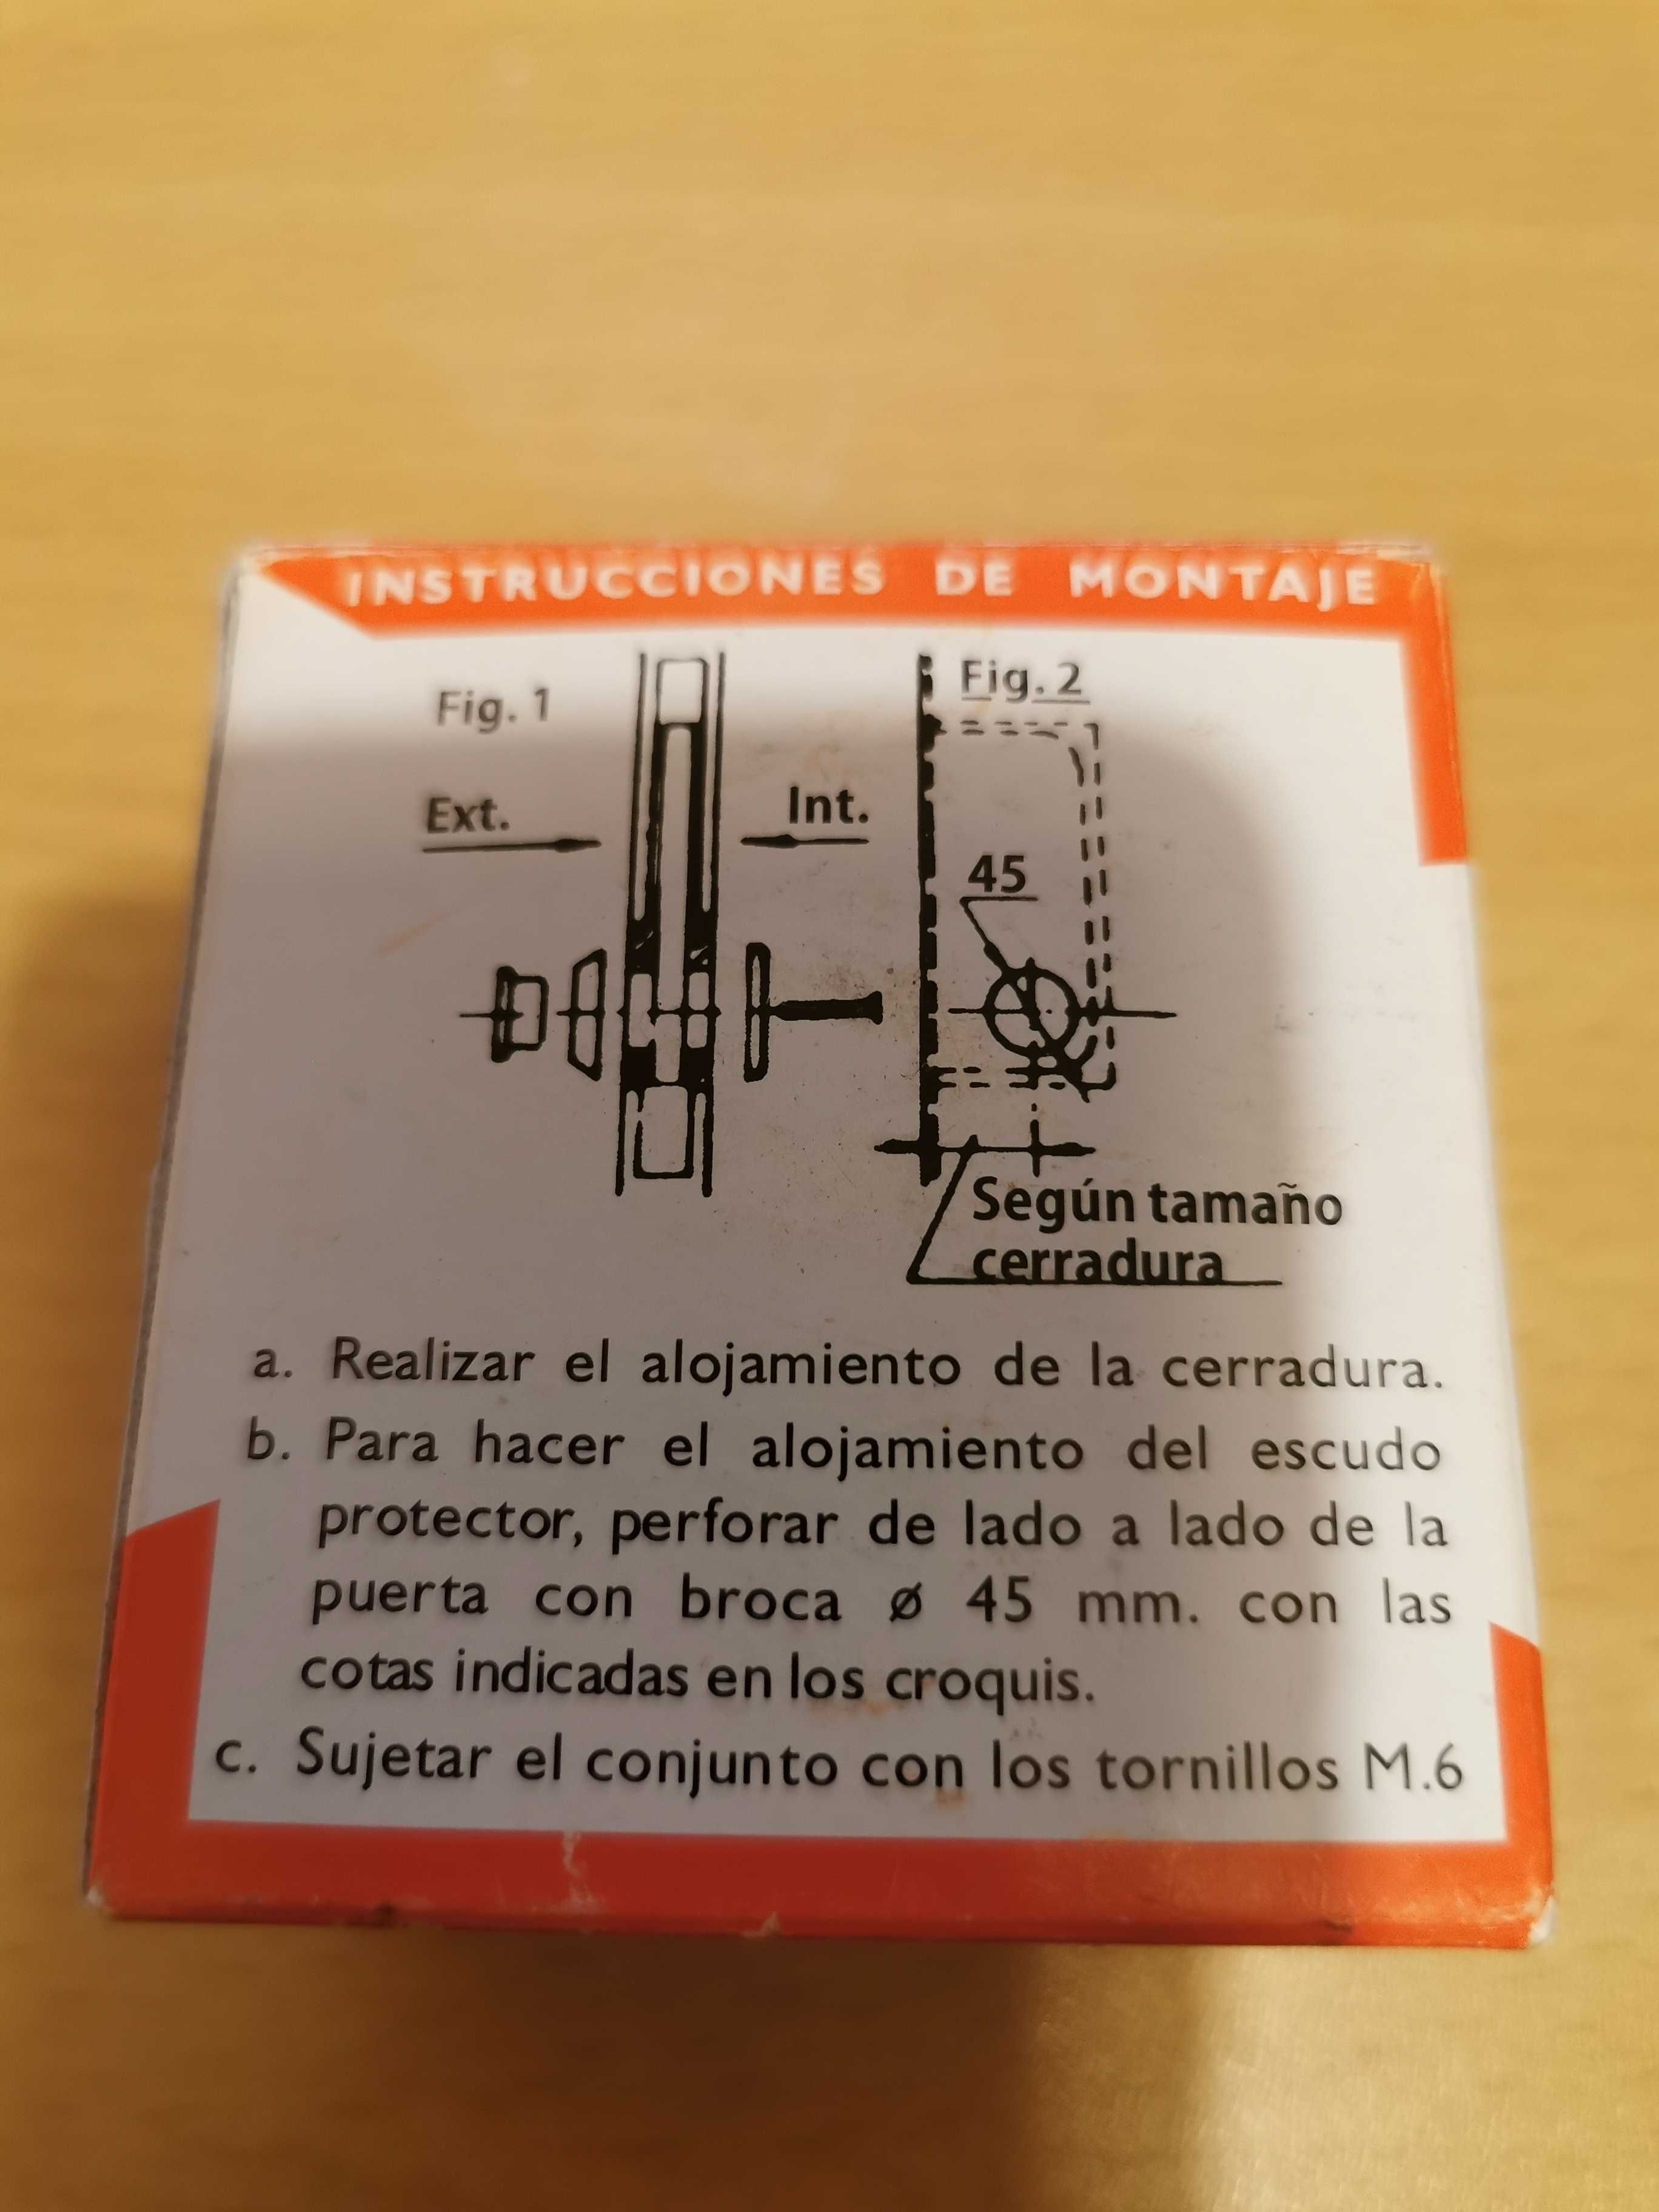 INSTRUCCIONES DE MONTAJE
Fig. 1
Fig. 2
Ext.
Int.
45
Según tamaño
cerradura
a. Realizar el alojamiento de la cerradura.
b. Para hacer el alojamiento del escudo
protector, perforar de lado a lado de la
puerta con broca ø 45 mm. con las
cotas indicadas en los croquis.
c. Sujetar el conjunto con los tornillos M.6